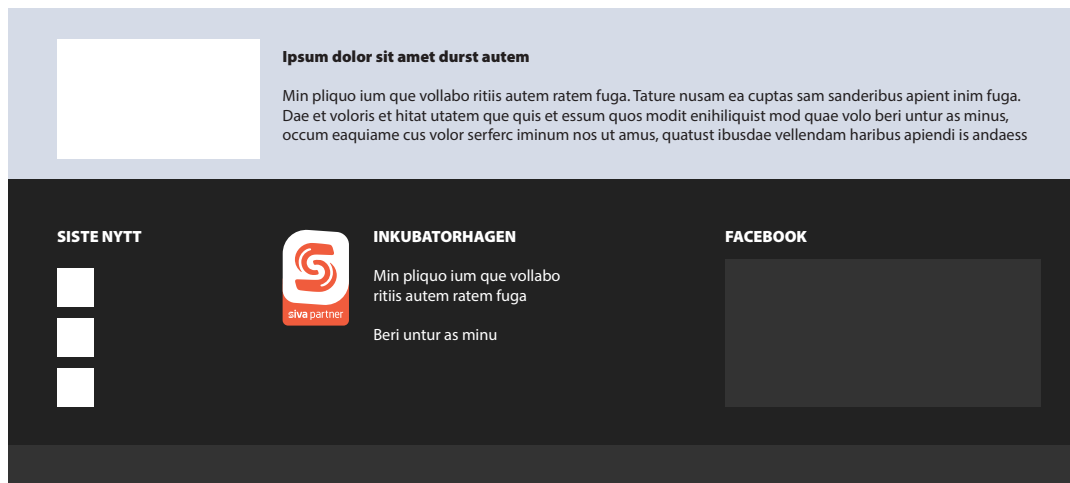 Ipsum dolor sit amet durst autem
Min pliquo ium que vollabo ritiis autem ratem fuga. Tature nusam ea cuptas sam sanderibus apient inim fuga.
Dae et voloris et hitat utatem que quis et essum quos modit enihiliquist mod quae volo beri untur as minus,
occum eaquiame cus volor serferc iminum nos ut amus, quatust ibusdae vellendam haribus apiendi is andaess
SISTE NYTT
siva partner
INKUBATORHAGEN
Min pliquo ium que vollabo
ritiis autem ratem fuga
Beri untur as minu
FACEBOOK